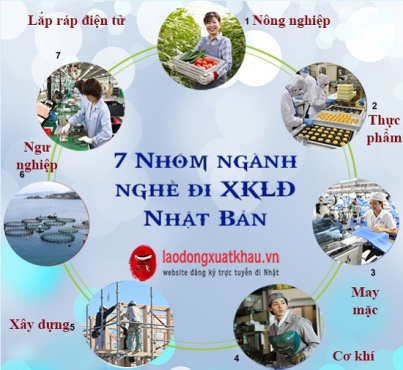 Lắp ráp điện tử
1
Nông nghiệp
7
2
Thực
phẩm
Ngư
nghiệp
6
7 Nhóm ngành
nghề đi XKLĐ
Nhật Bản
laodongxuatkhau.vn
website đăng ký trực tuyến đi Nhật
3
May
mặc
Xây dựng
5
4
Cơ khí